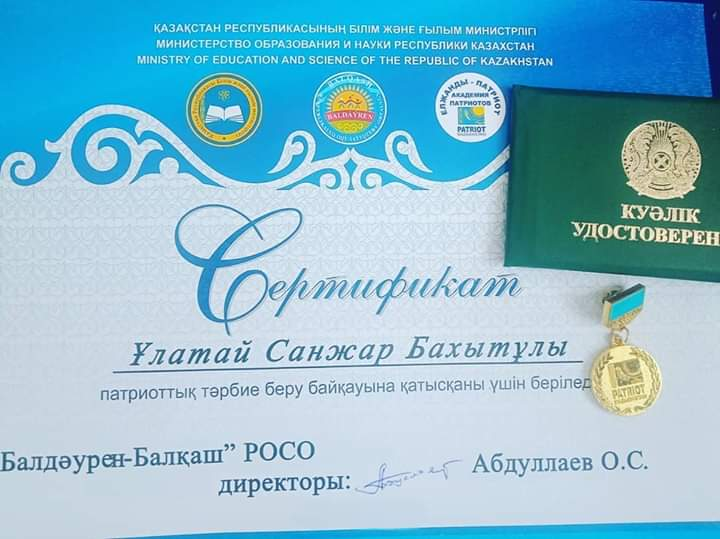 ҚАЗАҚСТАН РЕСПУБЛИКАСЫНЫҢ БІЛІМ ЖӘНЕ ҒЫЛЫМ МИНИСТРЛІГІ
МИНИСТЕРСТВО ОБРАЗОВАНИЯ И НАУКИ РЕСПУБЛИКИ КАЗАХСТАН
MINISTRY OF EDUCATION AND SCIENCE OF THE REPUBLIC OF KAZAKHSTAN
BALDAYREN
ЕЛЖАНДЫ - ПАТРИОТ
АКАДЕМИЯ
ПАТРИОТОВ
PATRIOT
КУӘЛІК
УДОСТОВЕРЕН
Сертификат
Ұлатай Санжар Бахытұлы
патриоттық тәрбие беру байқауына қатысқаны үшін беріледі
PATRIOT
Балдәурен-Балқаш” РОСО
директоры:
Абдуллаев О.С.